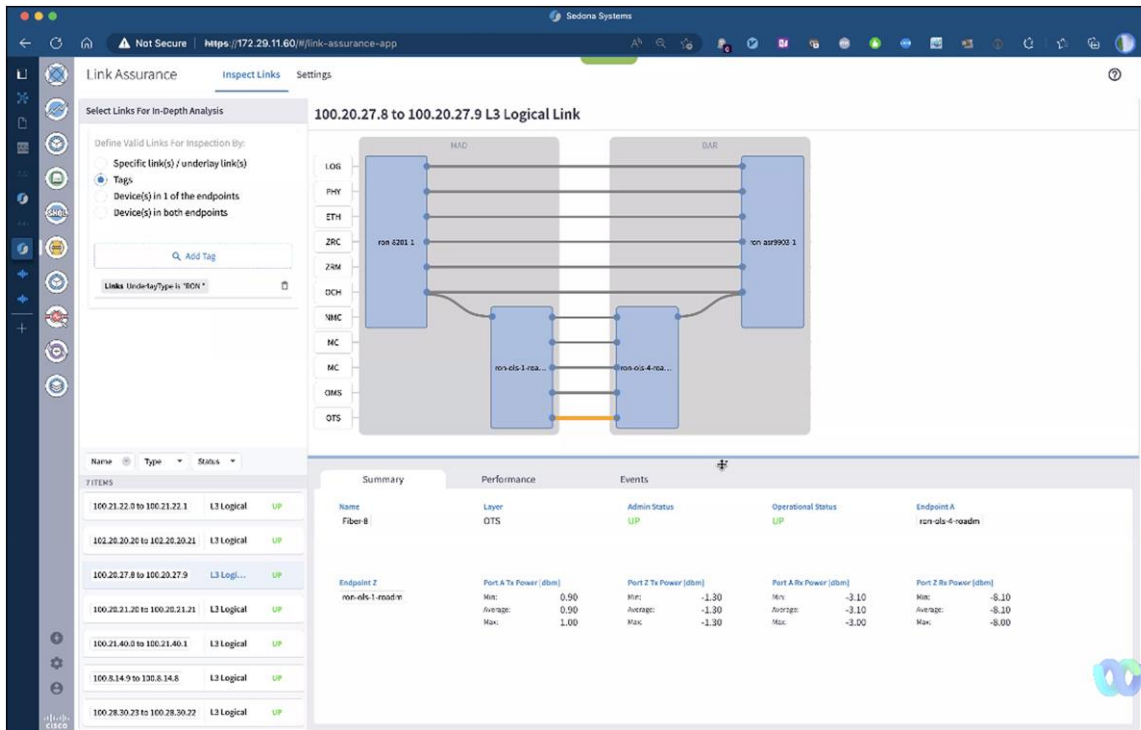 Sedona Systems
Not Secure https://172.29.11.60/#/link-assurance-app
Link Assurance Inspect Links Settings
Select Links For In-Depth Analysis
Define Valid Links For Inspection By:
Specific link(s) / underlay link(s)
Tags
Device(s) in 1 of the endpoints
Device(s) in both endpoints
Add Tag
Links UnderlayType is "RON"
100.20.27.8 to 100.20.27.9 L3 Logical Link
MAD BAR
LOG
PHY
ETH
ZRC ron-8201-1 ron-asr9903-1
ZRM
OCH
NMC
MC
MC ron-ols-1-roa... ron-ols-4-roa...
OMS
OTS
Name Type Status
7 ITEMS
100.21.22.0 to 100.21.22.1 L3 Logical UP
102.20.20.20 to 102.20.20.21 L3 Logical UP
100.20.27.8 to 100.20.27.9 L3 Logi... UP
100.20.21.20 to 100.20.21.21 L3 Logical UP
100.21.40.0 to 100.21.40.1 L3 Logical UP
100.8.14.9 to 100.8.14.8 L3 Logical UP
100.28.30.23 to 100.28.30.22 L3 Logical UP
Summary Performance Events
Name Layer Admin Status Operational Status Endpoint A
Fiber-8 OTS UP UP ron-ols-4-roadm
Endpoint Z Port A Tx Power [dbm] Port Z Tx Power [dbm] Port A Rx Power [dbm] Port Z Rx Power [dbm]
ron-ols-1-roadm Min: 0.90 Min: -1.30 Min: -3.10 Min: -8.10
Average: 0.90 Average: -1.30 Average: -3.10 Average: -8.10
Max: 1.00 Max: -1.30 Max: -3.00 Max: -8.00
CISCO